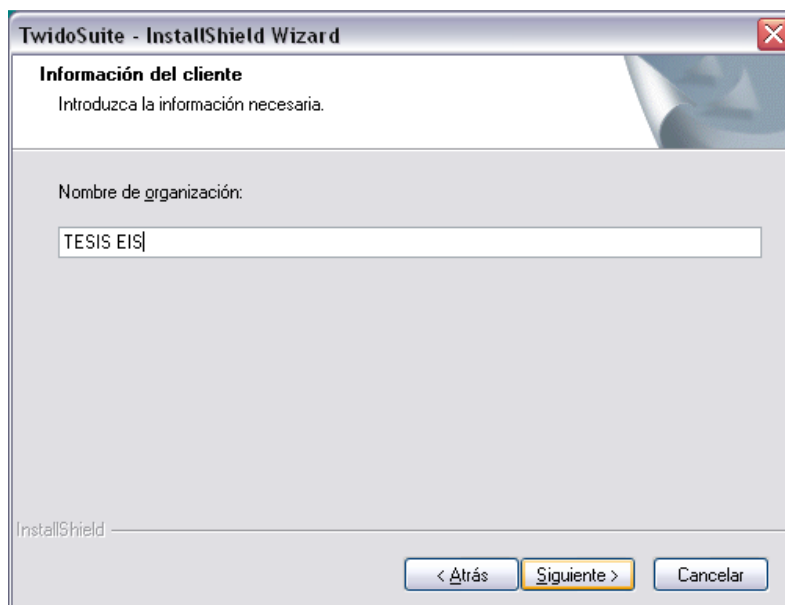 TwidoSuite - InstallShield Wizard
Información del cliente
Introduzca la información necesaria.
Nombre de organización:
TESIS EIS
InstallShield
< Atrás
Siguiente >
Cancelar